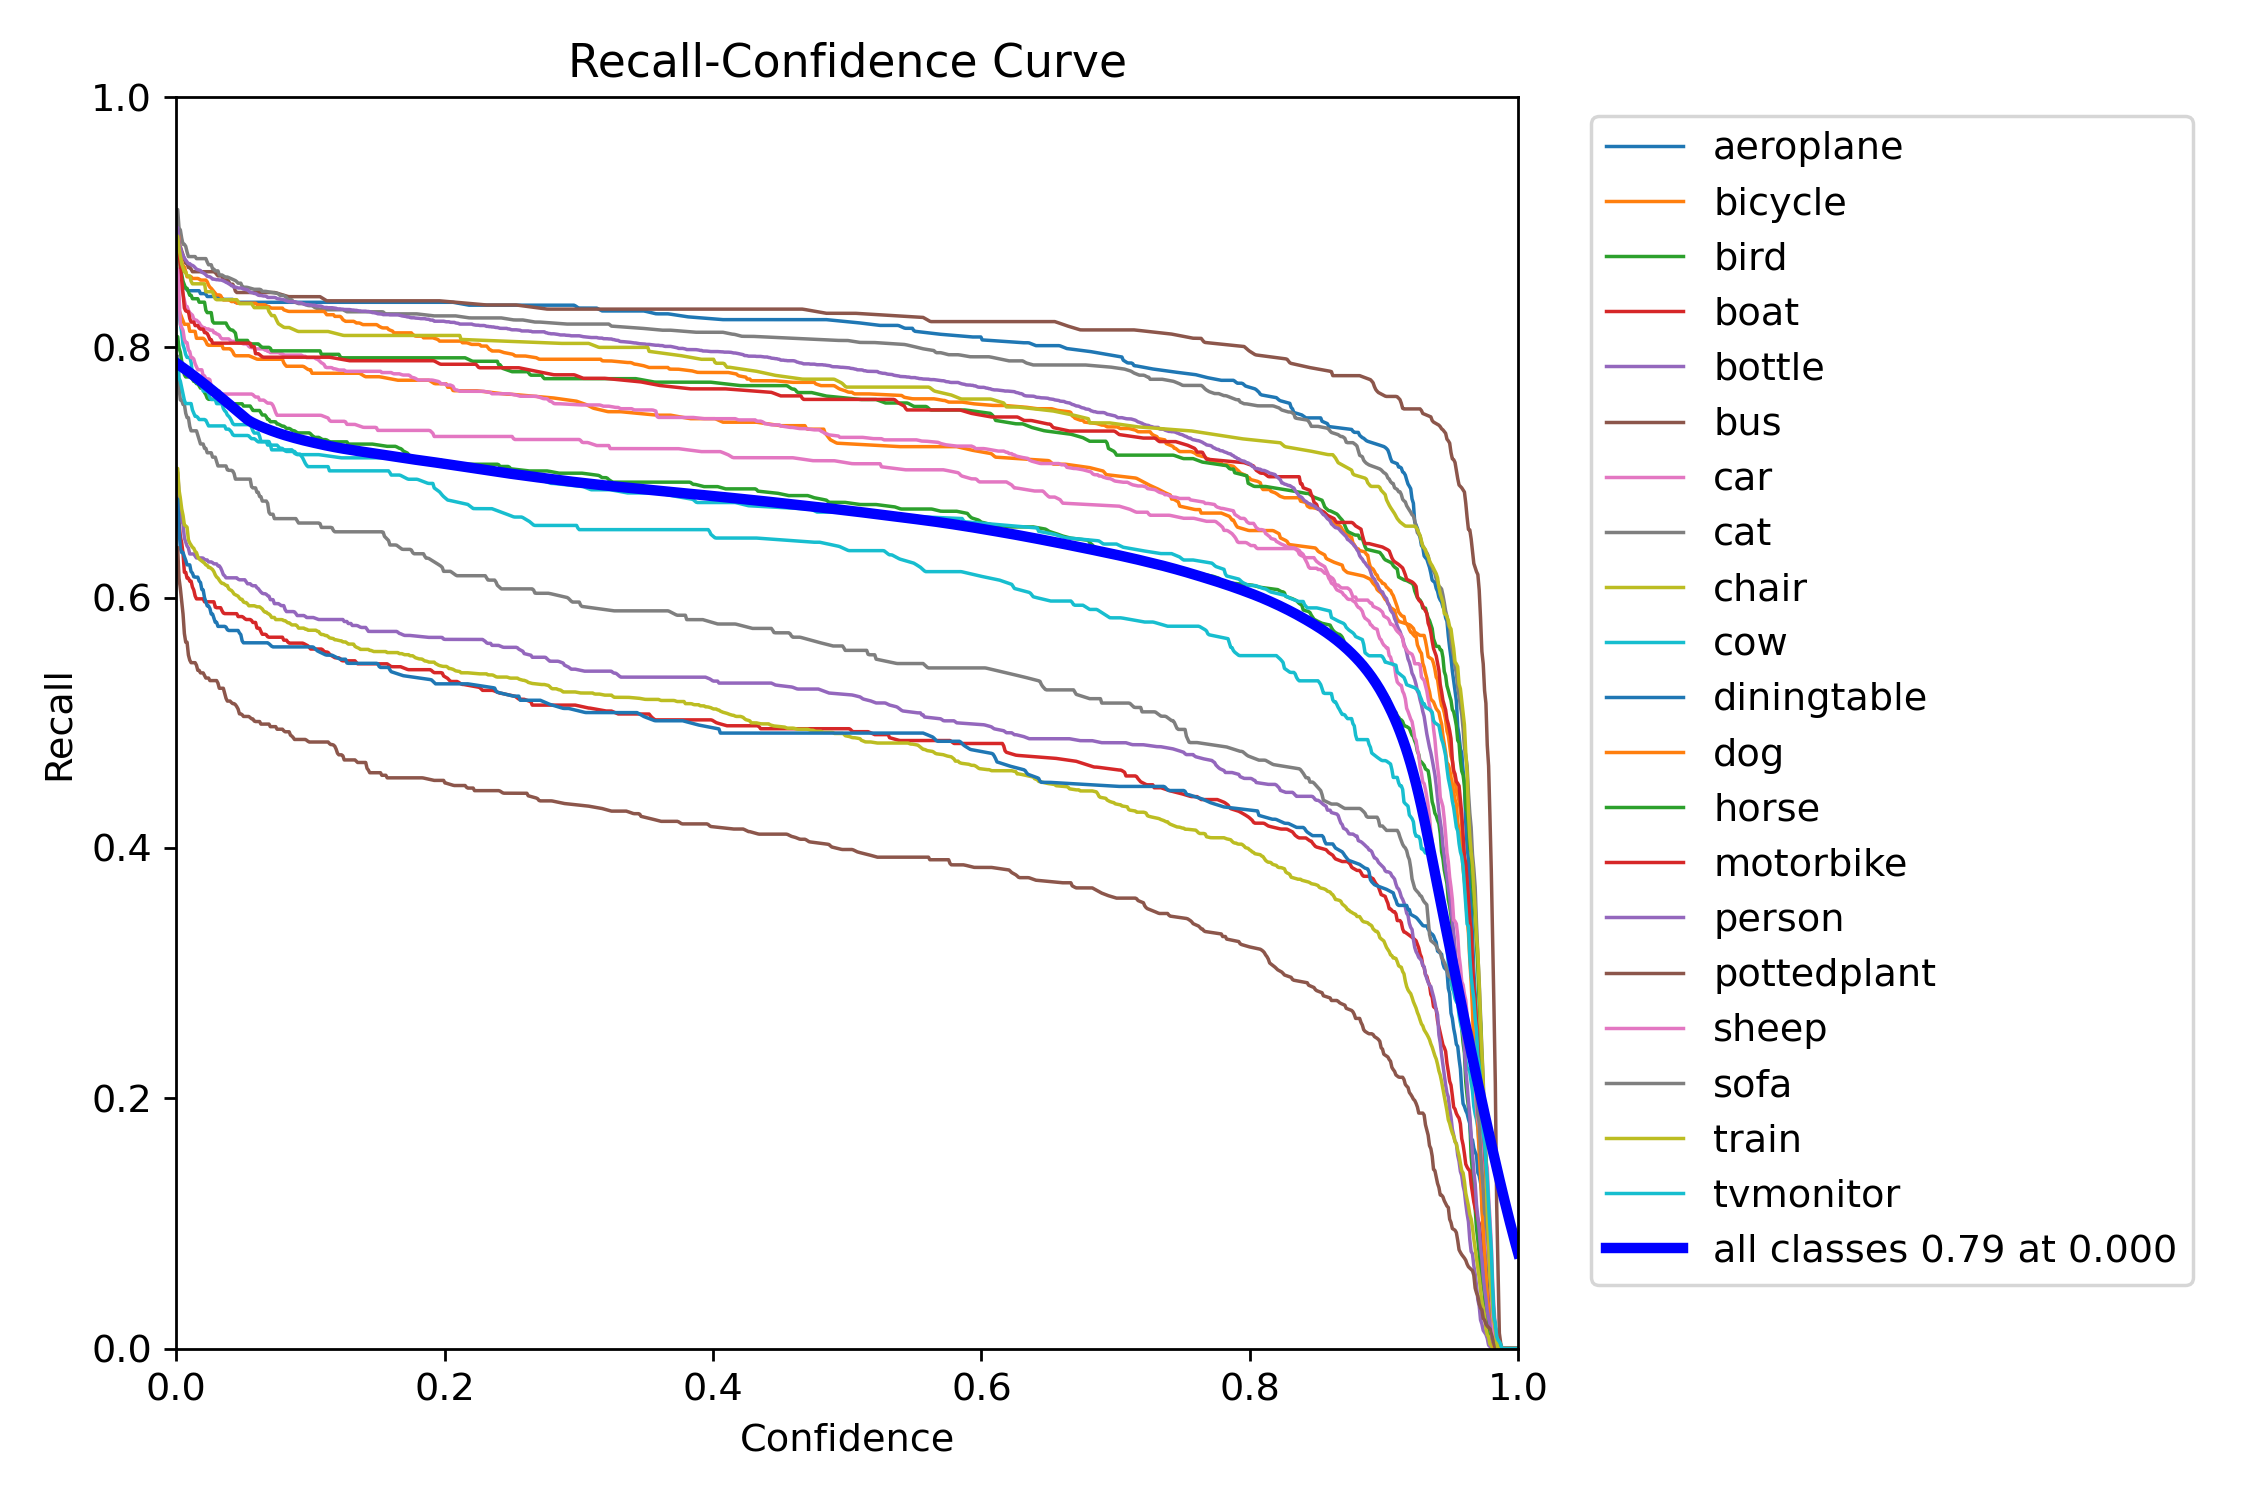 Recall-Confidence Curve
1.0
0.8
0.6
0.4
0.2
0.0
Recall
0.0 0.2 0.4 0.6 0.8 1.0
Confidence
aeroplane
bicycle
bird
boat
bottle
bus
car
cat
chair
cow
diningtable
dog
horse
motorbike
person
pottedplant
sheep
sofa
train
tvmonitor
all classes 0.79 at 0.000